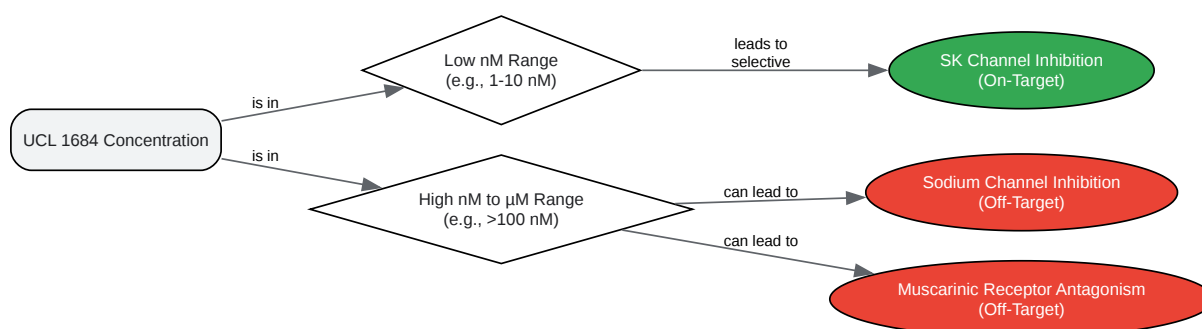 UCL 1684 Concentration
is in
is in
Low nM Range
(e.g., 1-10 nM)
High nM to µM Range
(e.g., >100 nM)
leads to
selective
can lead to
can lead to
SK Channel Inhibition
(On-Target)
Sodium Channel Inhibition
(Off-Target)
Muscarinic Receptor Antagonism
(Off-Target)